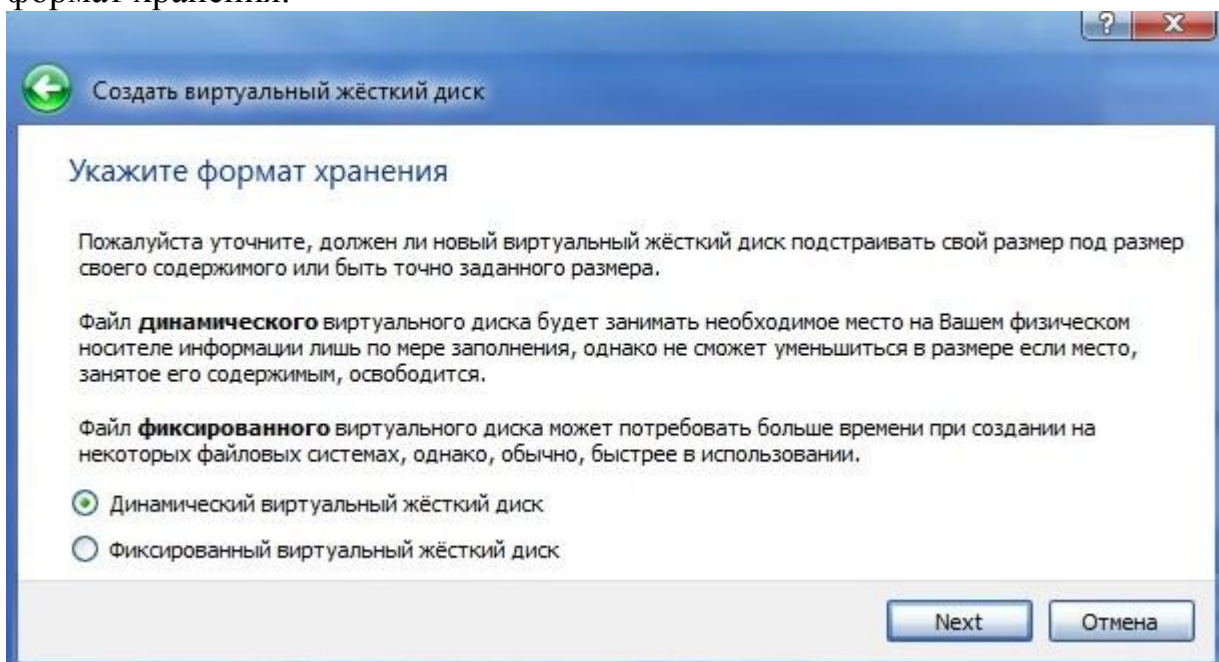 формат хранения.
?
X
Создать виртуальный жёсткий диск
Укажите формат хранения
Пожалуйста уточните, должен ли новый виртуальный жёсткий диск подстраивать свой размер под размер
своего содержимого или быть точно заданного размера.
Файл динамического виртуального диска будет занимать необходимое место на Вашем физическом
носителе информации лишь по мере заполнения, однако не сможет уменьшиться в размере если место,
занятое его содержимым, освободится.
Файл фиксированного виртуального диска может потребовать больше времени при создании на
некоторых файловых системах, однако, обычно, быстрее в использовании.
Динамический виртуальный жёсткий диск
Фиксированный виртуальный жёсткий диск
Next
Отмена